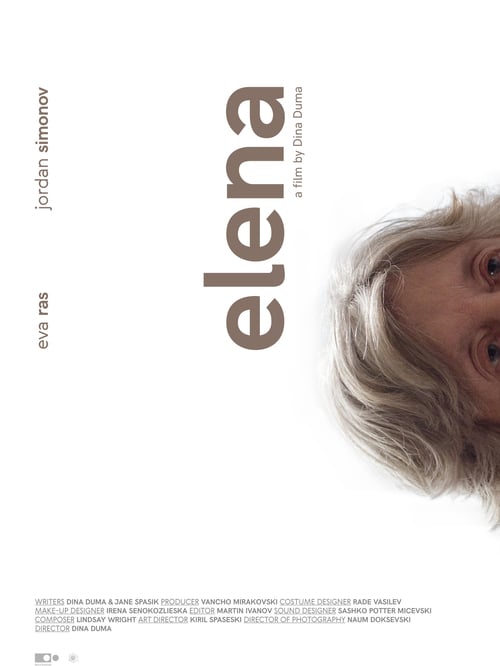 jordan simonov
eva ras
elena
a film by Dina Duma
WRITERS DINA DUMA & JANE SPASIK PRODUCER VANCHO MIRAKOVSKI COSTUME DESIGNER RADE VASILEV
MAKE-UP DESIGNER IRENA SENOKOZLIESKA EDITOR MARTIN IVANOV SOUND DESIGNER SASHKO POTTER MICEVSKI
COMPOSER LINDSAY WRIGHT ART DIRECTOR KIRIL SPASESKI DIRECTOR OF PHOTOGRAPHY NAUM DOKSEVSKI
DIRECTOR DINA DUMA